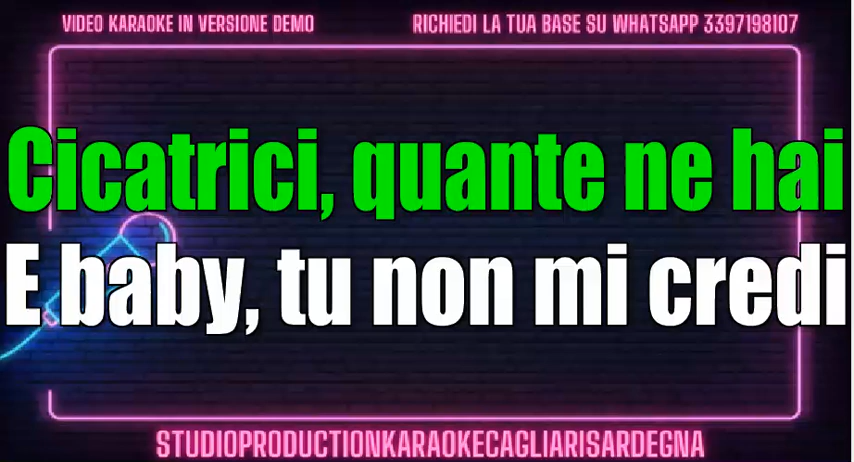 VIDEO KARAOKE IN VERSIONE DEMO
RICHIEDI LA TUA BASE SU WHATSAPP 3397198107
Cicatrici, quante ne hai
E baby, tu non mi credi
STUDIOPRODUCTIONKARAOKECAGLIARISARDEGNA